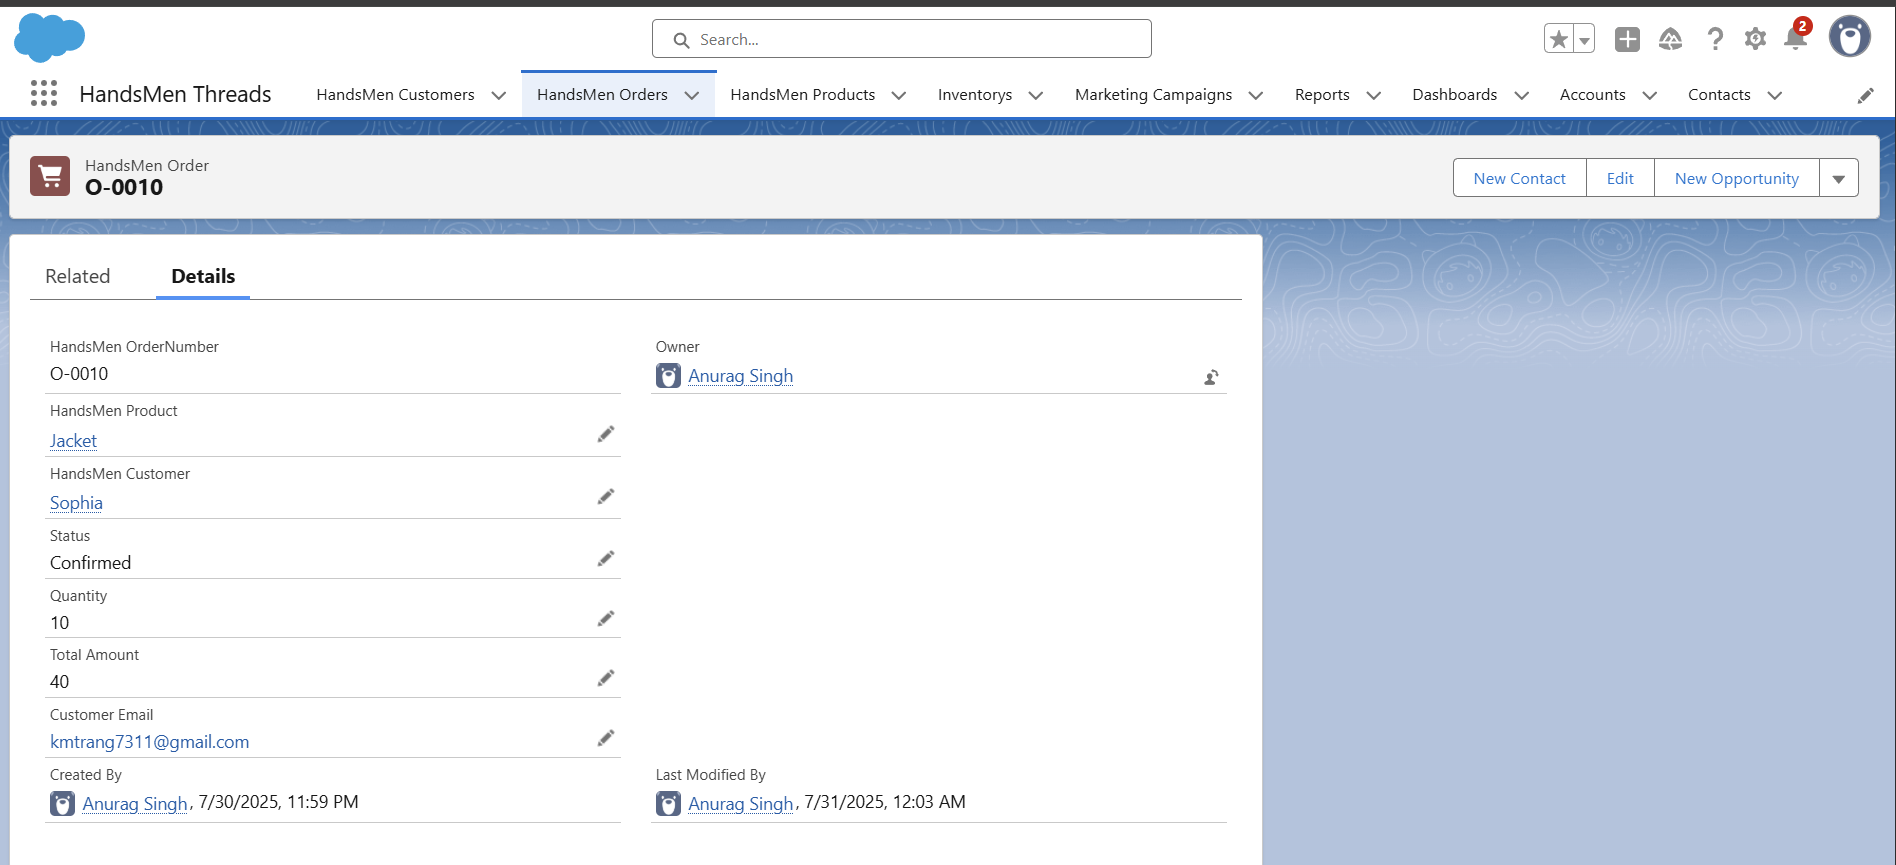 Search...
2
HandsMen Threads
HandsMen Customers
HandsMen Orders
HandsMen Products
Inventorys
Marketing Campaigns
Reports
Dashboards
Accounts
Contacts
HandsMen Order
O-0010
New Contact
Edit
New Opportunity
Related
Details
HandsMen OrderNumber
O-0010
Owner
Anurag Singh
HandsMen Product
Jacket
HandsMen Customer
Sophia
Status
Confirmed
Quantity
10
Total Amount
40
Customer Email
kmtrang7311@gmail.com
Created By
Anurag Singh, 7/30/2025, 11:59 PM
Last Modified By
Anurag Singh, 7/31/2025, 12:03 AM